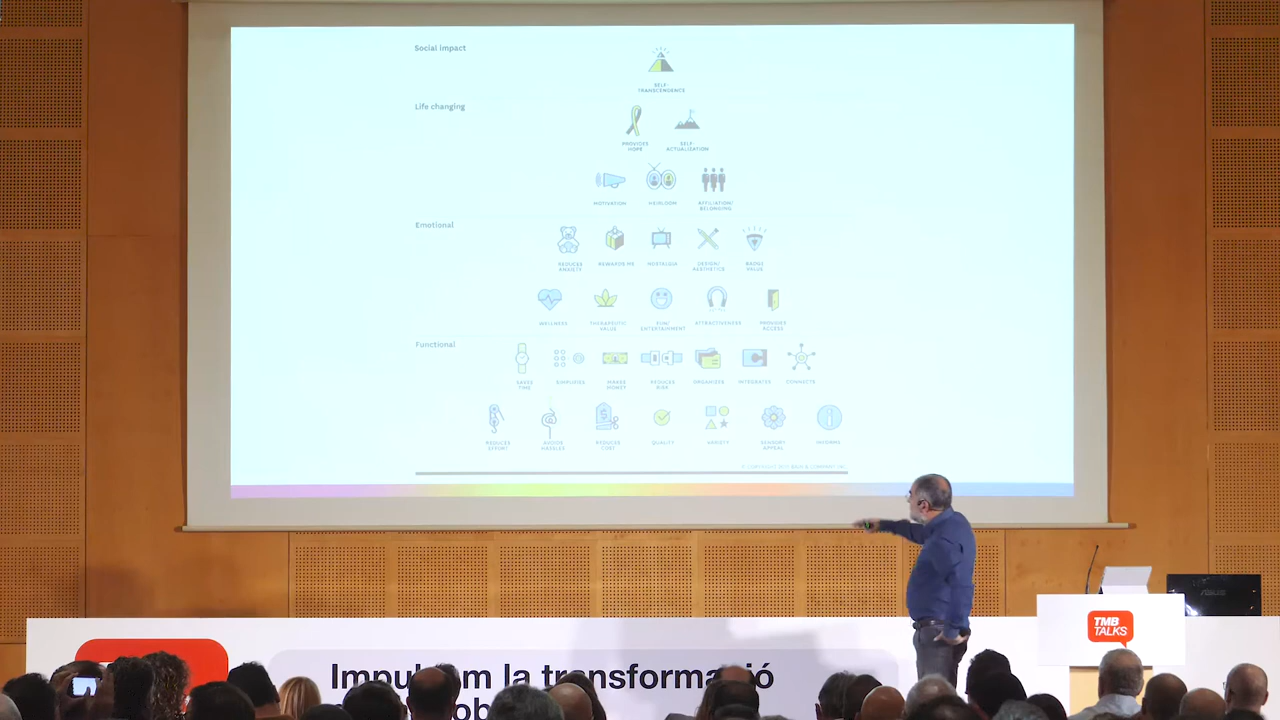 Social impact
SELF-
TRANSCENDENCE
Life changing
PROVIDES
HOPE
SELF-
ACTUALIZATION
MOTIVATION
HEIRLOOM
AFFILIATION/
BELONGING
Emotional
REDUCES
ANXIETY
REWARDS ME
NOSTALGIA
DESIGN/
AESTHETICS
BADGE
VALUE
WELLNESS
THERAPEUTIC
VALUE
FUN/
ENTERTAINMENT
ATTRACTIVENESS
PROVIDES
ACCESS
Functional
SAVES
TIME
SIMPLIFIES
MAKES
MONEY
REDUCES
RISK
ORGANIZES
INTEGRATES
CONNECTS
REDUCES
EFFORT
AVOIDS
HASSLES
REDUCES
COST
QUALITY
VARIETY
SENSORY
APPEAL
INFORMS
ASUS
TMB
TALKS
la